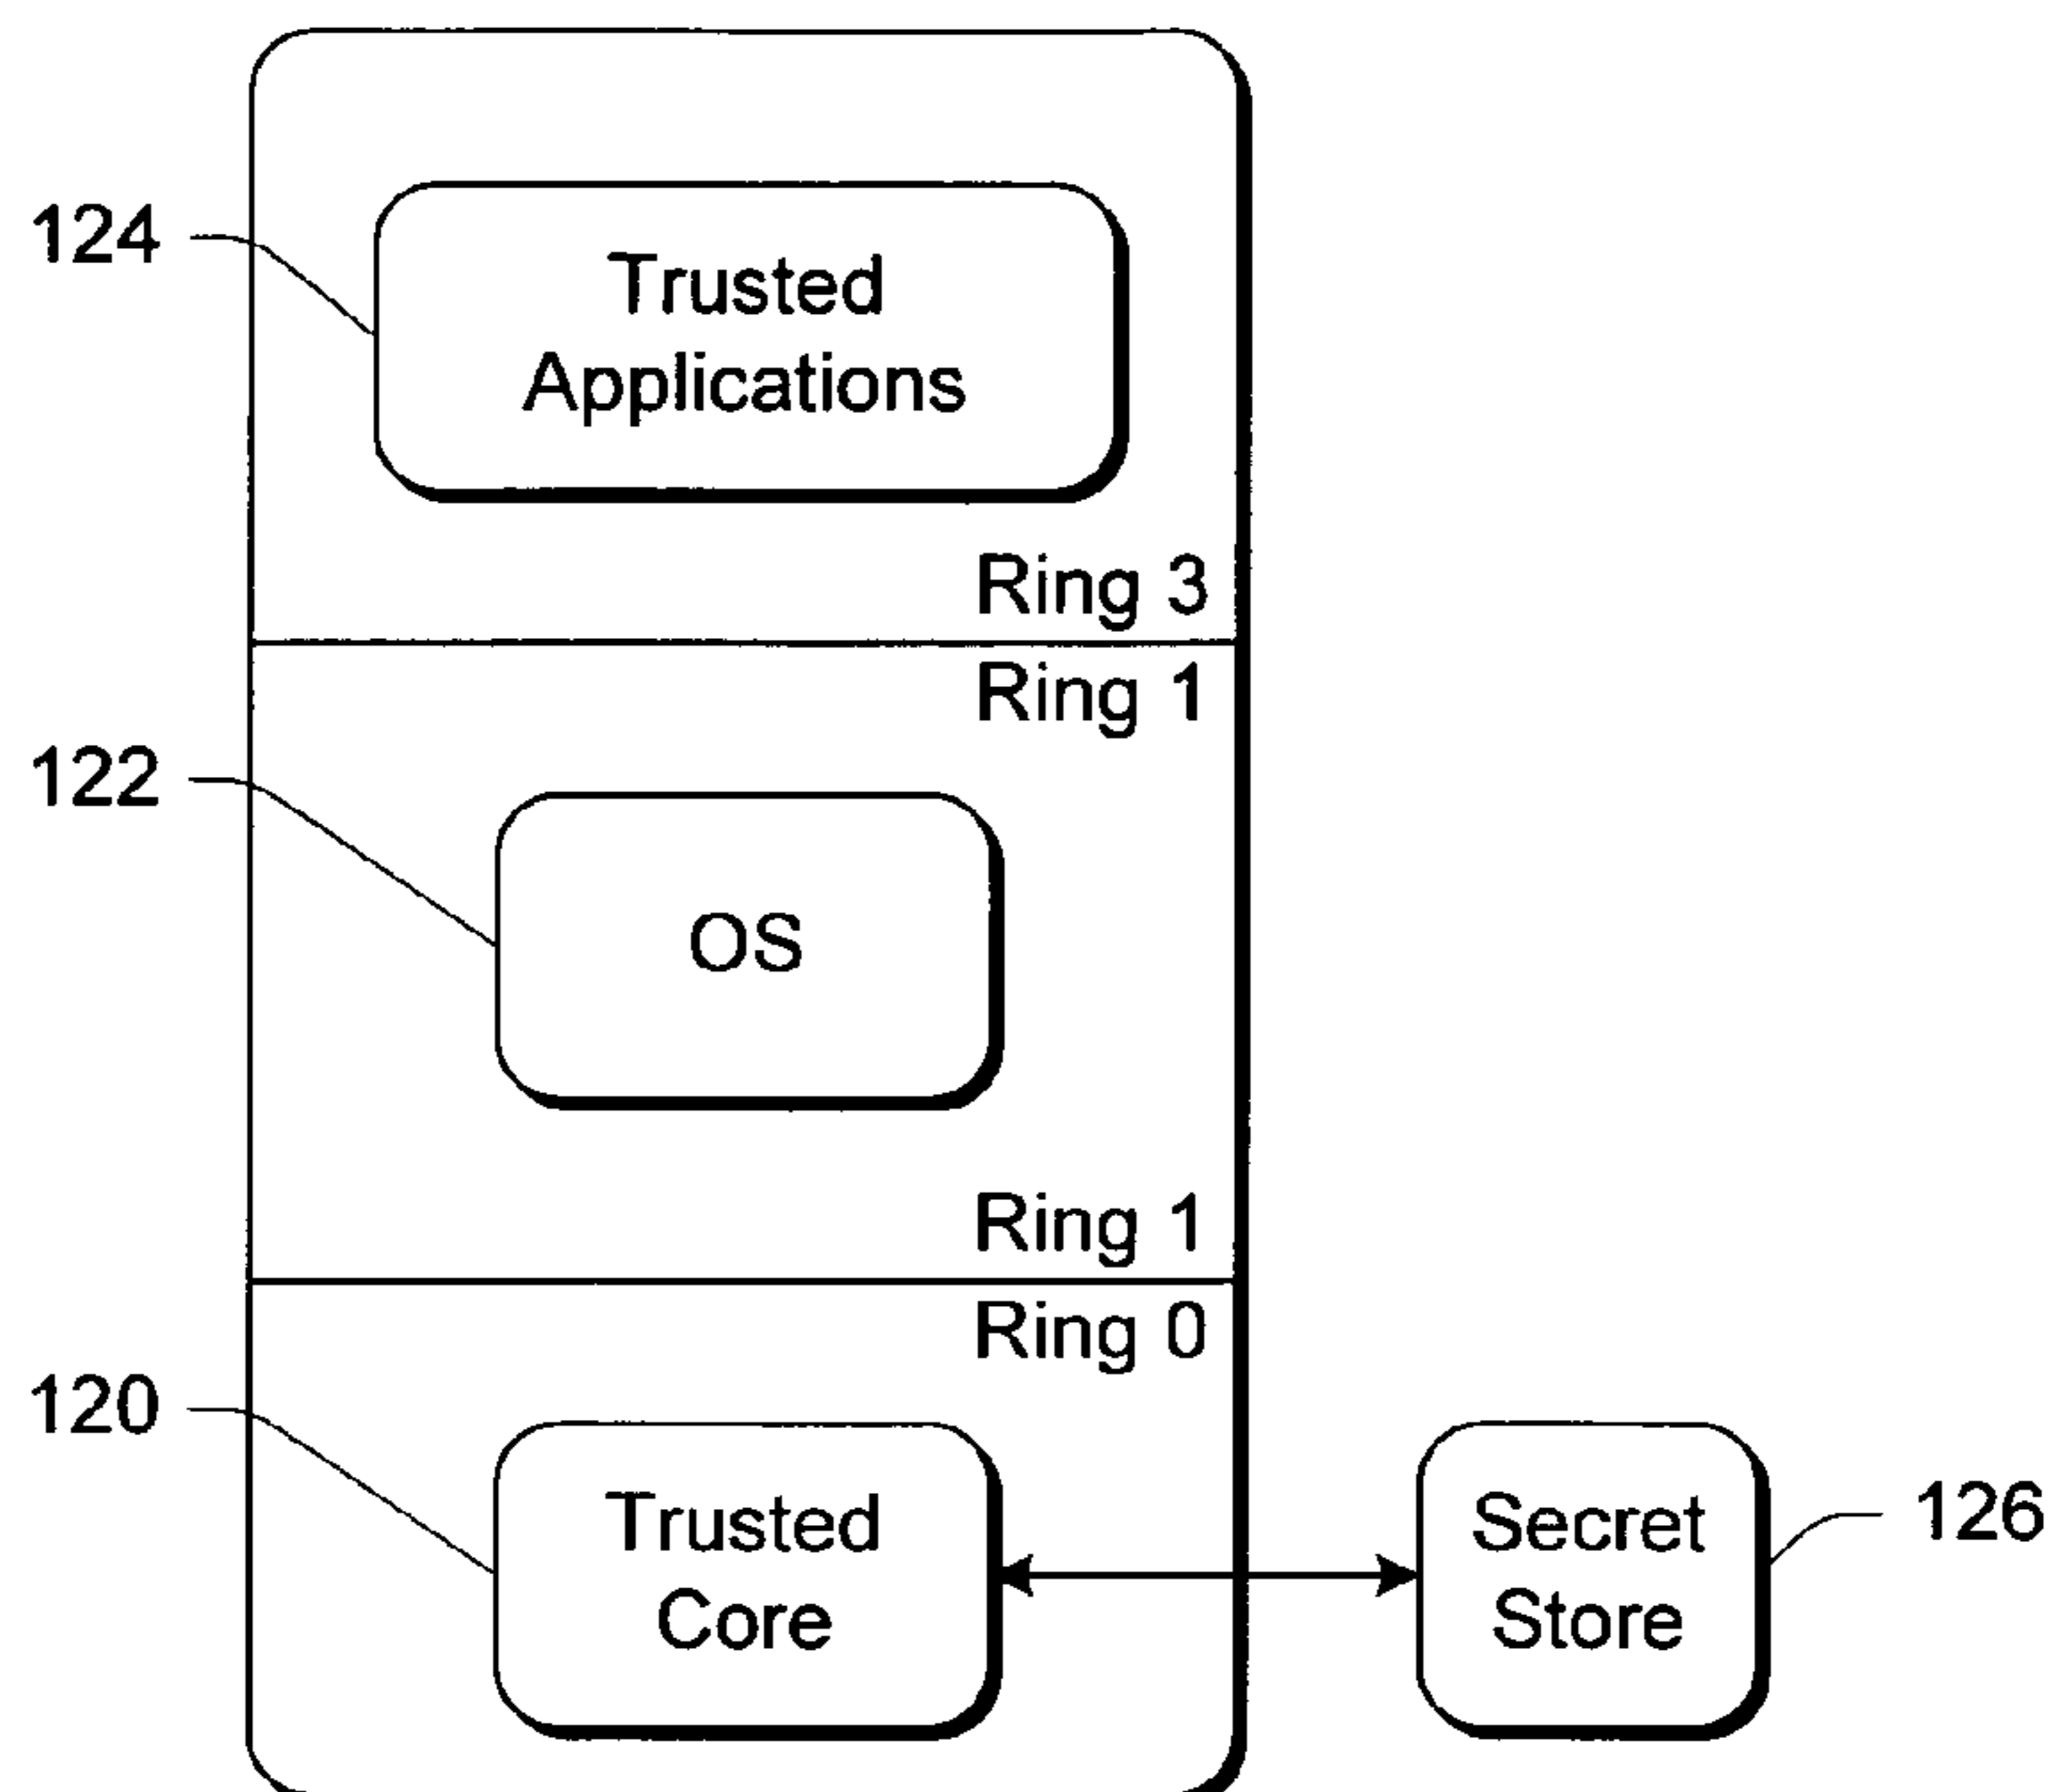 124
Trusted
Applications
Ring 3
Ring 1
122
OS
Ring 1
Ring 0
120
Trusted
Core
Secret
Store
126